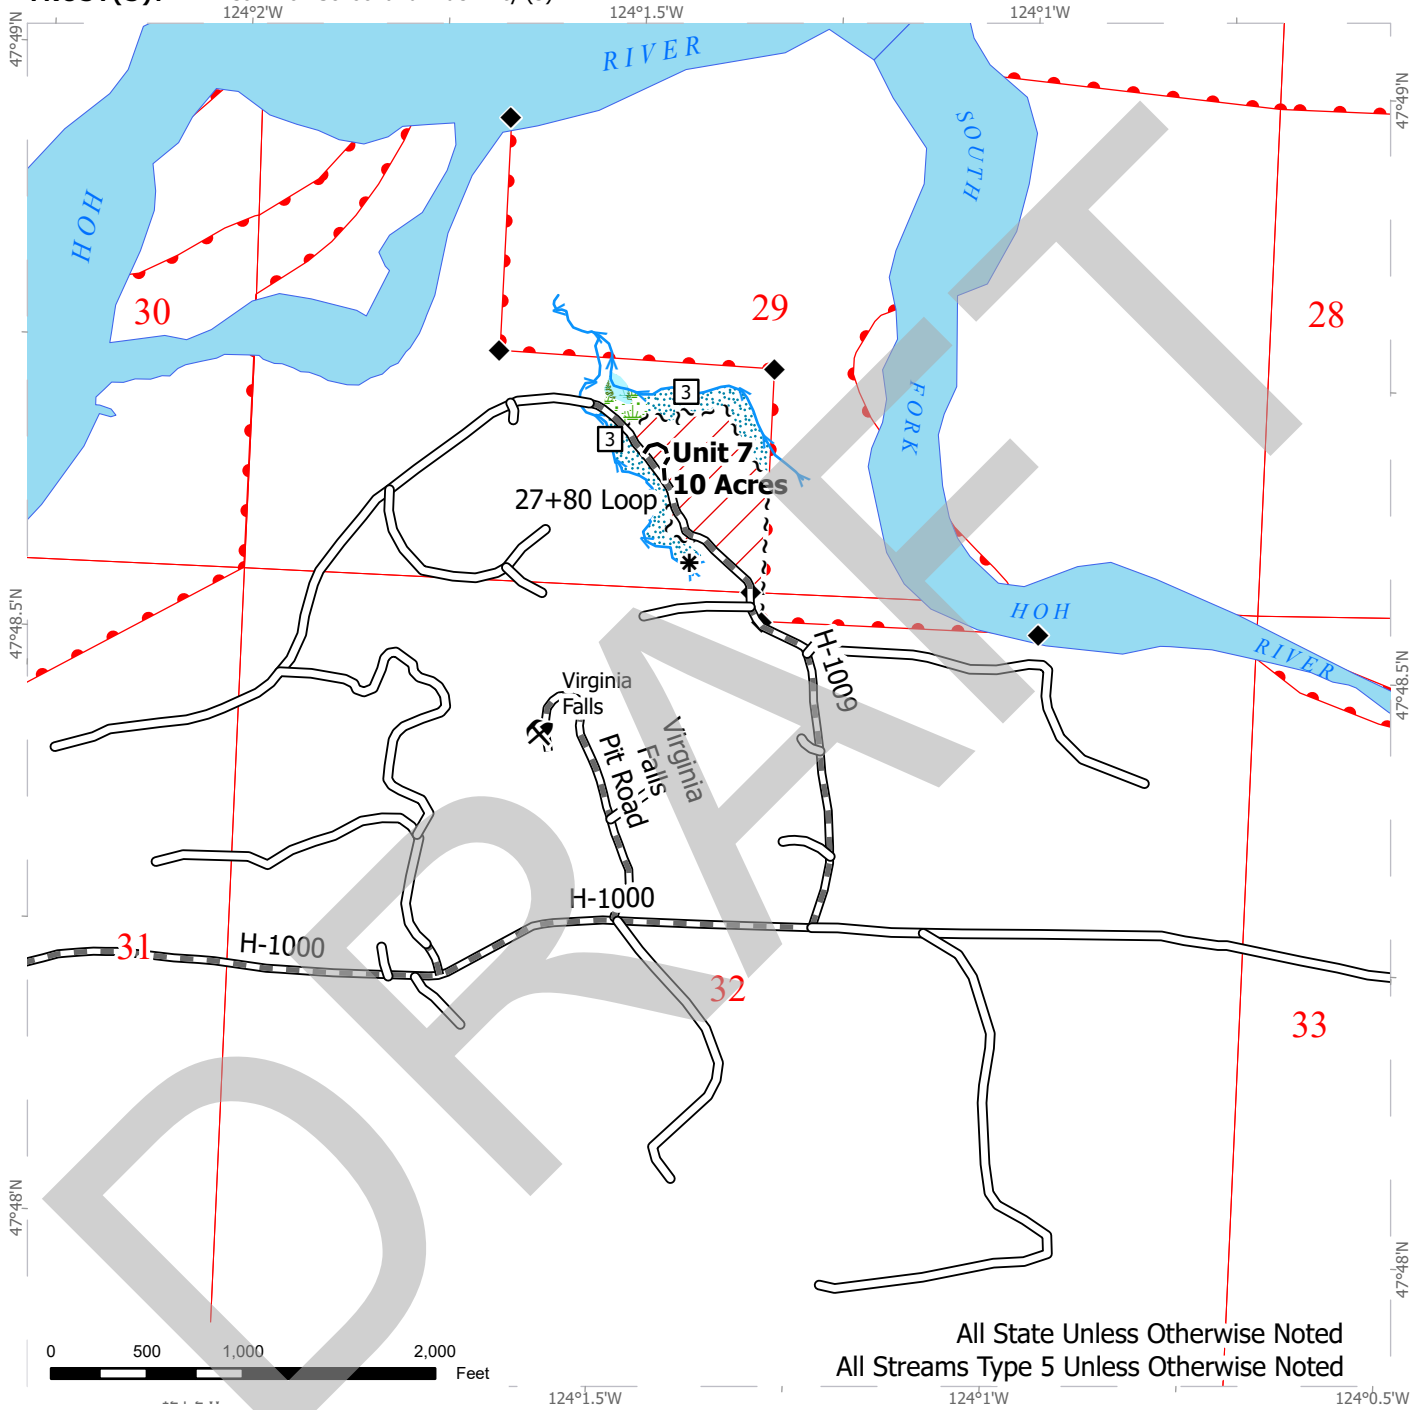 124°2'W
124°1.5'W
124°1'W
47°49'N
47°49'N
RIVER
HOH
SOUTH
FORK
30
29
28
3
3
Unit 7
10 Acres
27+80 Loop
HOH
RIVER
47°48.5'N
47°48.5'N
H-1009
Virginia
Falls
Virginia
Falls
Pit Road
H-1000
H-1000
31
32
33
DRAFT
47°48'N
47°48'N
All State Unless Otherwise Noted
All Streams Type 5 Unless Otherwise Noted
0 500 1,000 2,000
Feet
124°1.5'W
124°1'W
124°0.5'W